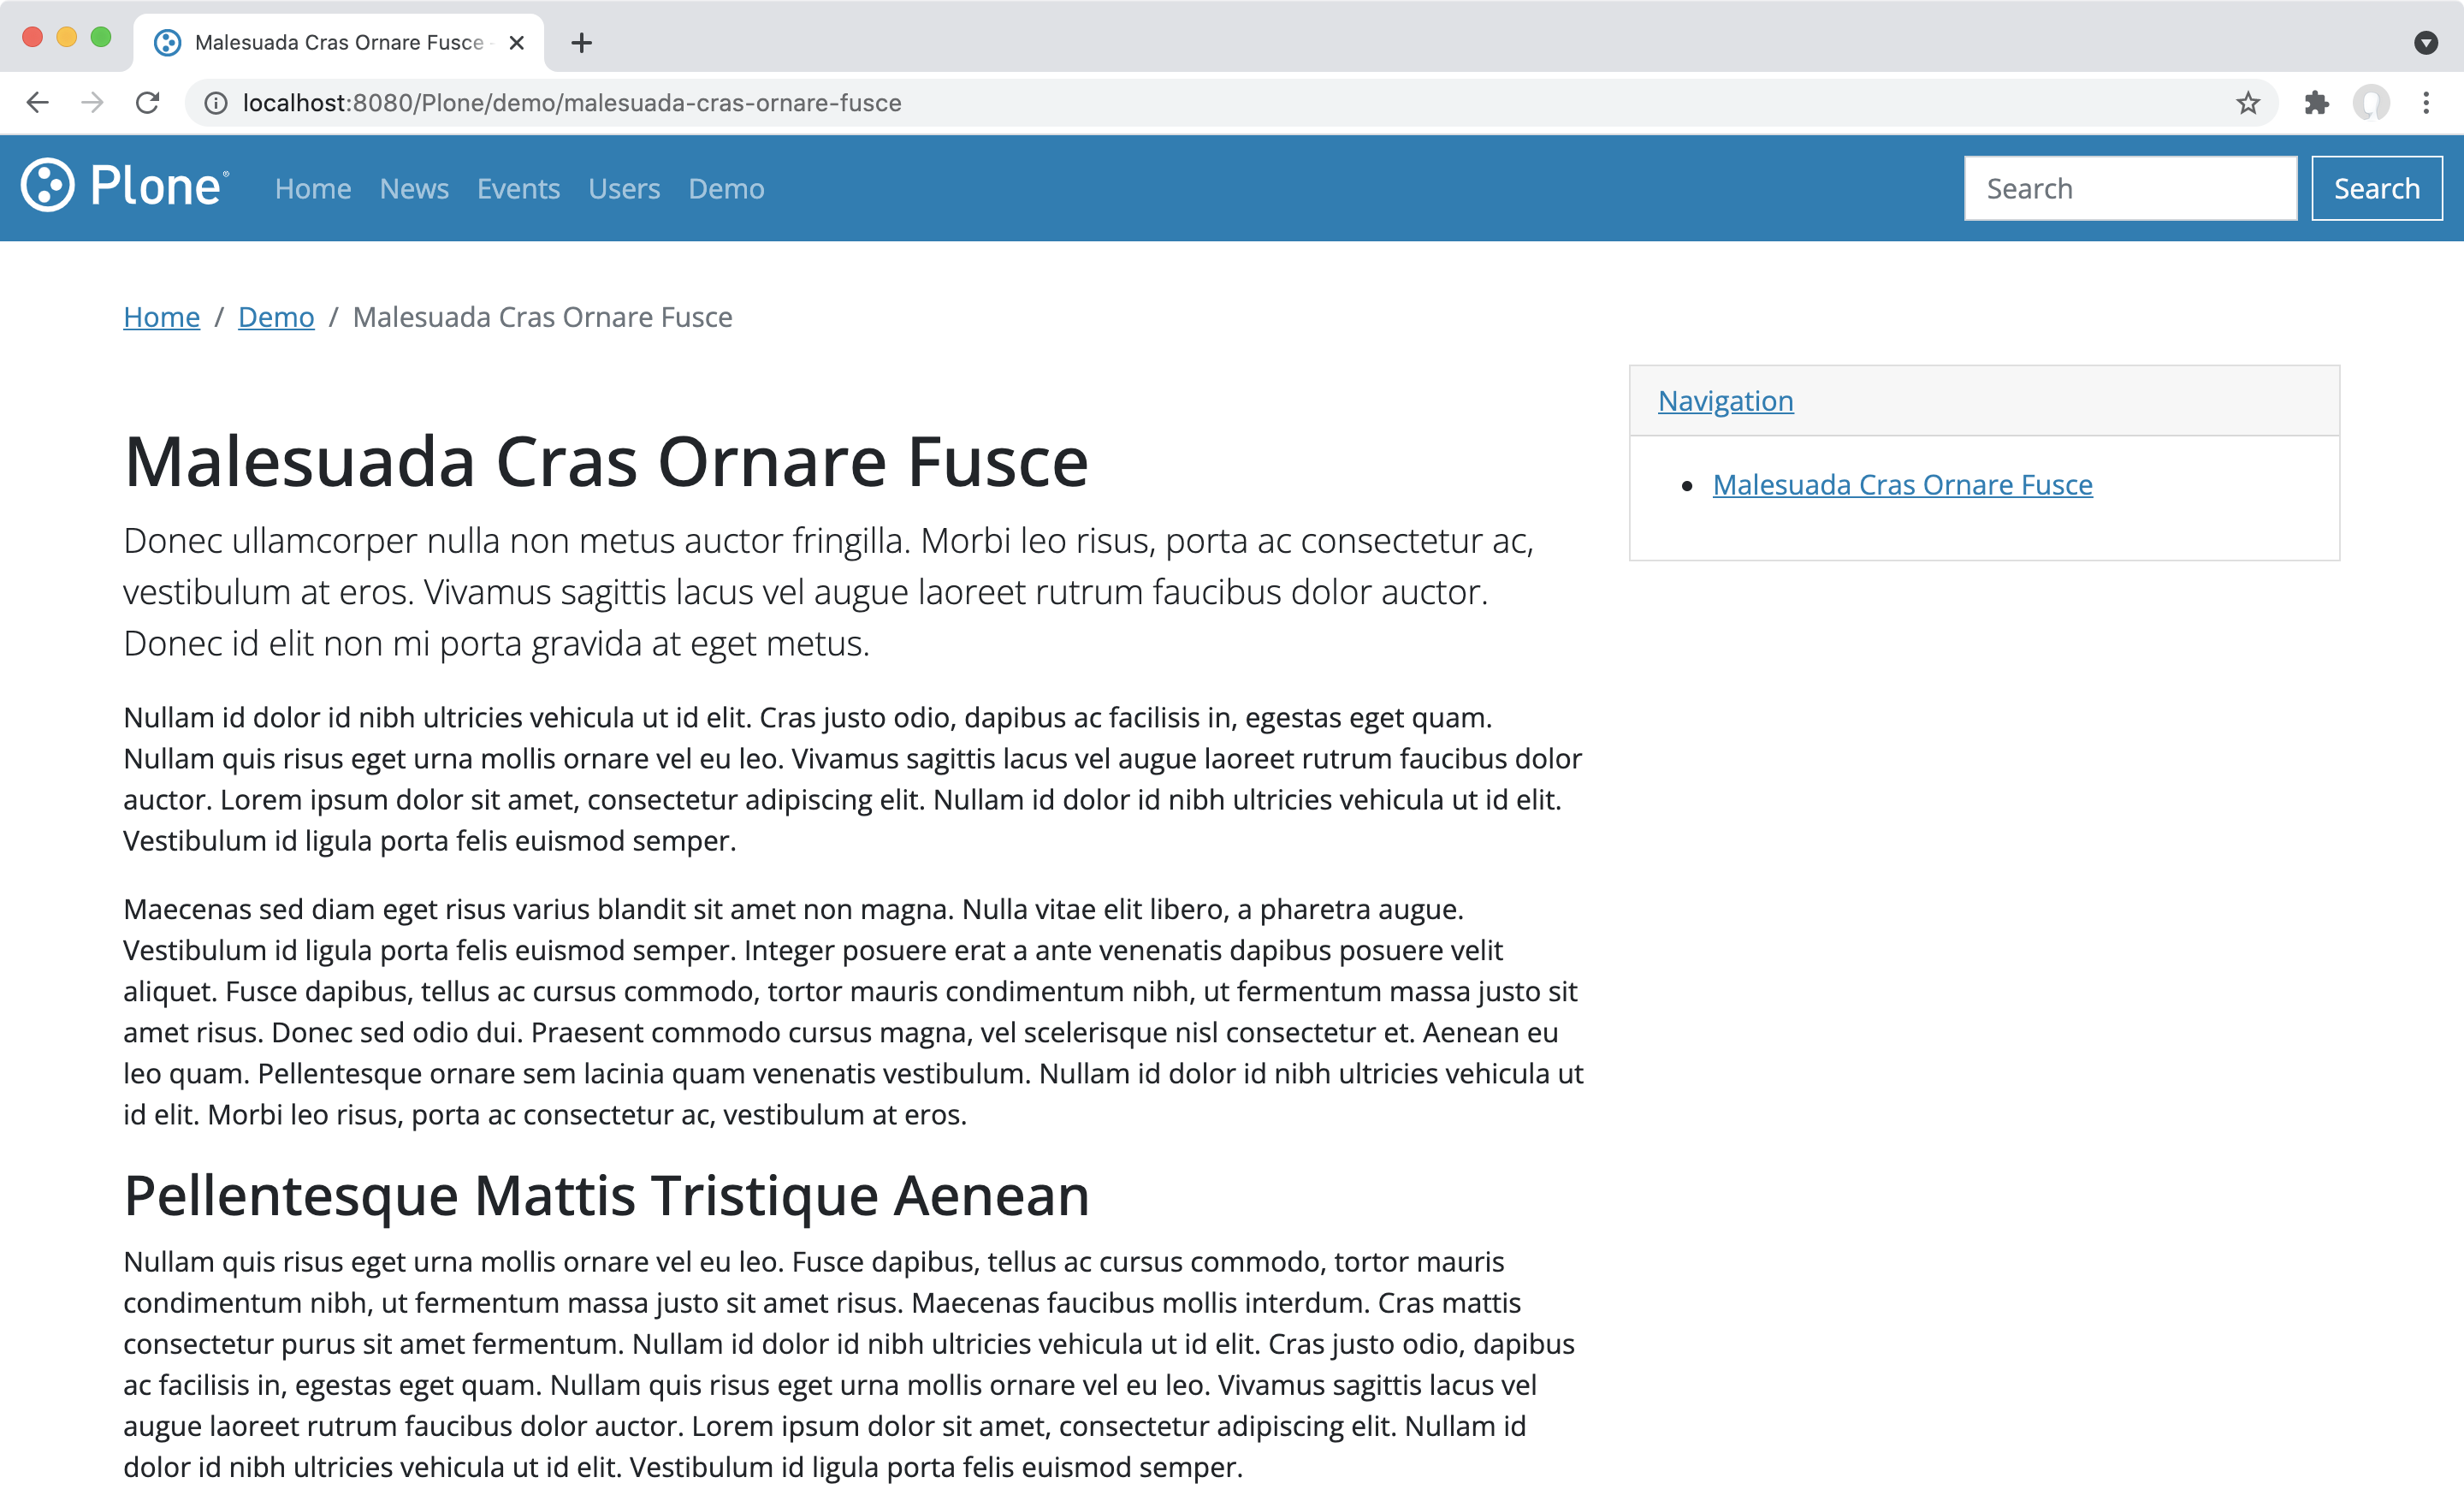 Malesuada Cras Ornare Fusce
localhost:8080/Plone/demo/malesuada-cras-ornare-fusce
Plone®
Home News Events Users Demo
Search
Search
Home / Demo / Malesuada Cras Ornare Fusce
Navigation
Malesuada Cras Ornare Fusce
Malesuada Cras Ornare Fusce
Donec ullamcorper nulla non metus auctor fringilla. Morbi leo risus, porta ac consectetur ac,
vestibulum at eros. Vivamus sagittis lacus vel augue laoreet rutrum faucibus dolor auctor.
Donec id elit non mi porta gravida at eget metus.
Nullam id dolor id nibh ultricies vehicula ut id elit. Cras justo odio, dapibus ac facilisis in, egestas eget quam.
Nullam quis risus eget urna mollis ornare vel eu leo. Vivamus sagittis lacus vel augue laoreet rutrum faucibus dolor
auctor. Lorem ipsum dolor sit amet, consectetur adipiscing elit. Nullam id dolor id nibh ultricies vehicula ut id elit.
Vestibulum id ligula porta felis euismod semper.
Maecenas sed diam eget risus varius blandit sit amet non magna. Nulla vitae elit libero, a pharetra augue.
Vestibulum id ligula porta felis euismod semper. Integer posuere erat a ante venenatis dapibus posuere velit
aliquet. Fusce dapibus, tellus ac cursus commodo, tortor mauris condimentum nibh, ut fermentum massa justo sit
amet risus. Donec sed odio dui. Praesent commodo cursus magna, vel scelerisque nisl consectetur et. Aenean eu
leo quam. Pellentesque ornare sem lacinia quam venenatis vestibulum. Nullam id dolor id nibh ultricies vehicula ut
id elit. Morbi leo risus, porta ac consectetur ac, vestibulum at eros.
Pellentesque Mattis Tristique Aenean
Nullam quis risus eget urna mollis ornare vel eu leo. Fusce dapibus, tellus ac cursus commodo, tortor mauris
condimentum nibh, ut fermentum massa justo sit amet risus. Maecenas faucibus mollis interdum. Cras mattis
consectetur purus sit amet fermentum. Nullam id dolor id nibh ultricies vehicula ut id elit. Cras justo odio, dapibus
ac facilisis in, egestas eget quam. Nullam quis risus eget urna mollis ornare vel eu leo. Vivamus sagittis lacus vel
augue laoreet rutrum faucibus dolor auctor. Lorem ipsum dolor sit amet, consectetur adipiscing elit. Nullam id
dolor id nibh ultricies vehicula ut id elit. Vestibulum id ligula porta felis euismod semper.